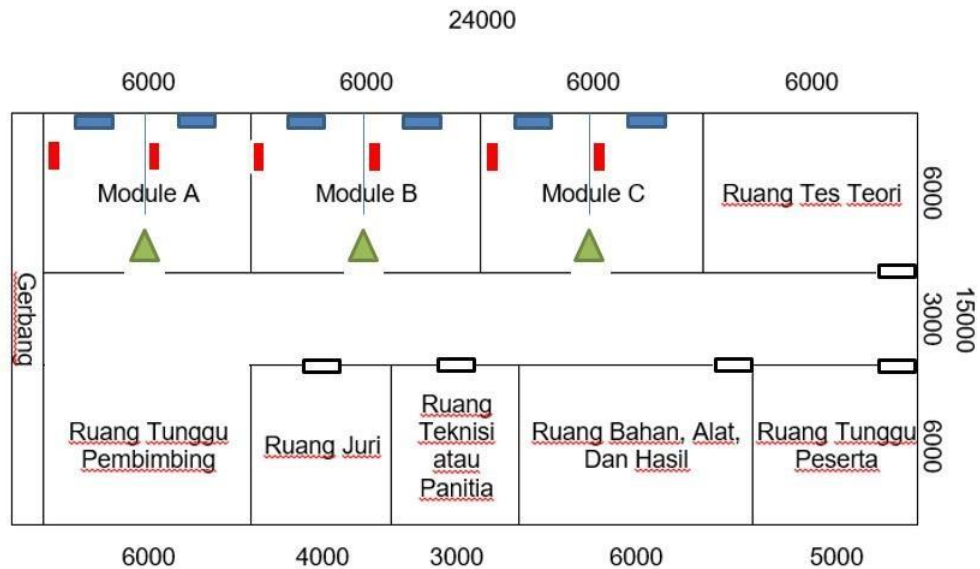 24000
6000
6000
6000
6000
Module A
Module B
Module C
Ruang Tes Teori
6000
Gerbang
3000
15000
Ruang Tunggu
Pembimbing
Ruang Juri
Ruang
Teknisi
atau
Panitia
Ruang Bahan, Alat,
Dan Hasil
Ruang Tunggu
Peserta
6000
6000
4000
3000
6000
5000